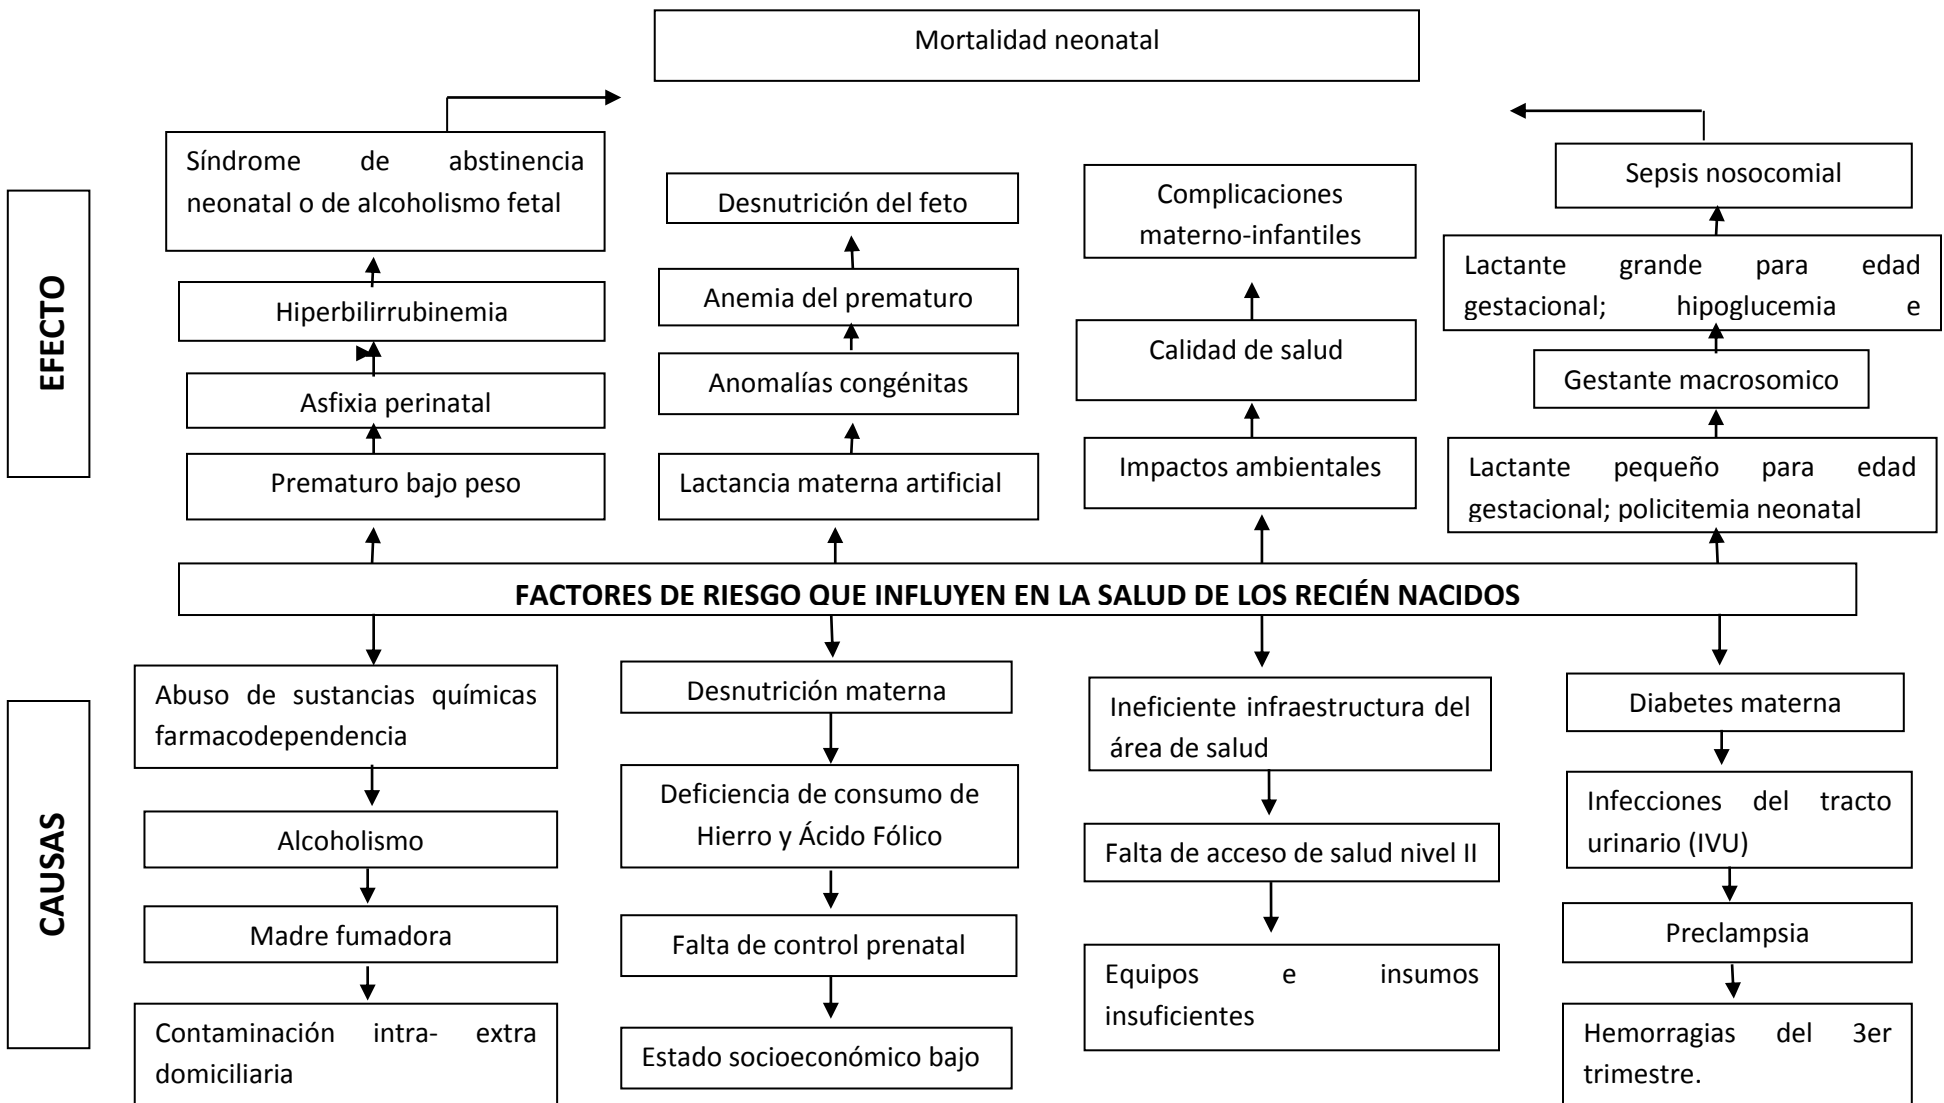 Mortalidad neonatal
EFECTO
Síndrome de abstinencia
neonatal o de alcoholismo fetal
Hiperbilirrubinemia
Asfixia perinatal
Prematuro bajo peso
Desnutrición del feto
Anemia del prematuro
Anomalías congénitas
Lactancia materna artificial
Complicaciones
materno-infantiles
Calidad de salud
Impactos ambientales
Sepsis nosocomial
Lactante grande para edad
gestacional; hipoglucemia e
Gestante macrosomico
Lactante pequeño para edad
gestacional; policitemia neonatal
FACTORES DE RIESGO QUE INFLUYEN EN LA SALUD DE LOS RECIÉN NACIDOS
CAUSAS
Abuso de sustancias químicas
farmacodependencia
Alcoholismo
Madre fumadora
Contaminación intra- extra
domiciliaria
Desnutrición materna
Deficiencia de consumo de
Hierro y Ácido Fólico
Falta de control prenatal
Estado socioeconómico bajo
Ineficiente infraestructura del
área de salud
Falta de acceso de salud nivel II
Equipos e insumos
insuficientes
Diabetes materna
Infecciones del tracto
urinario (IVU)
Preclampsia
Hemorragias del 3er
trimestre.